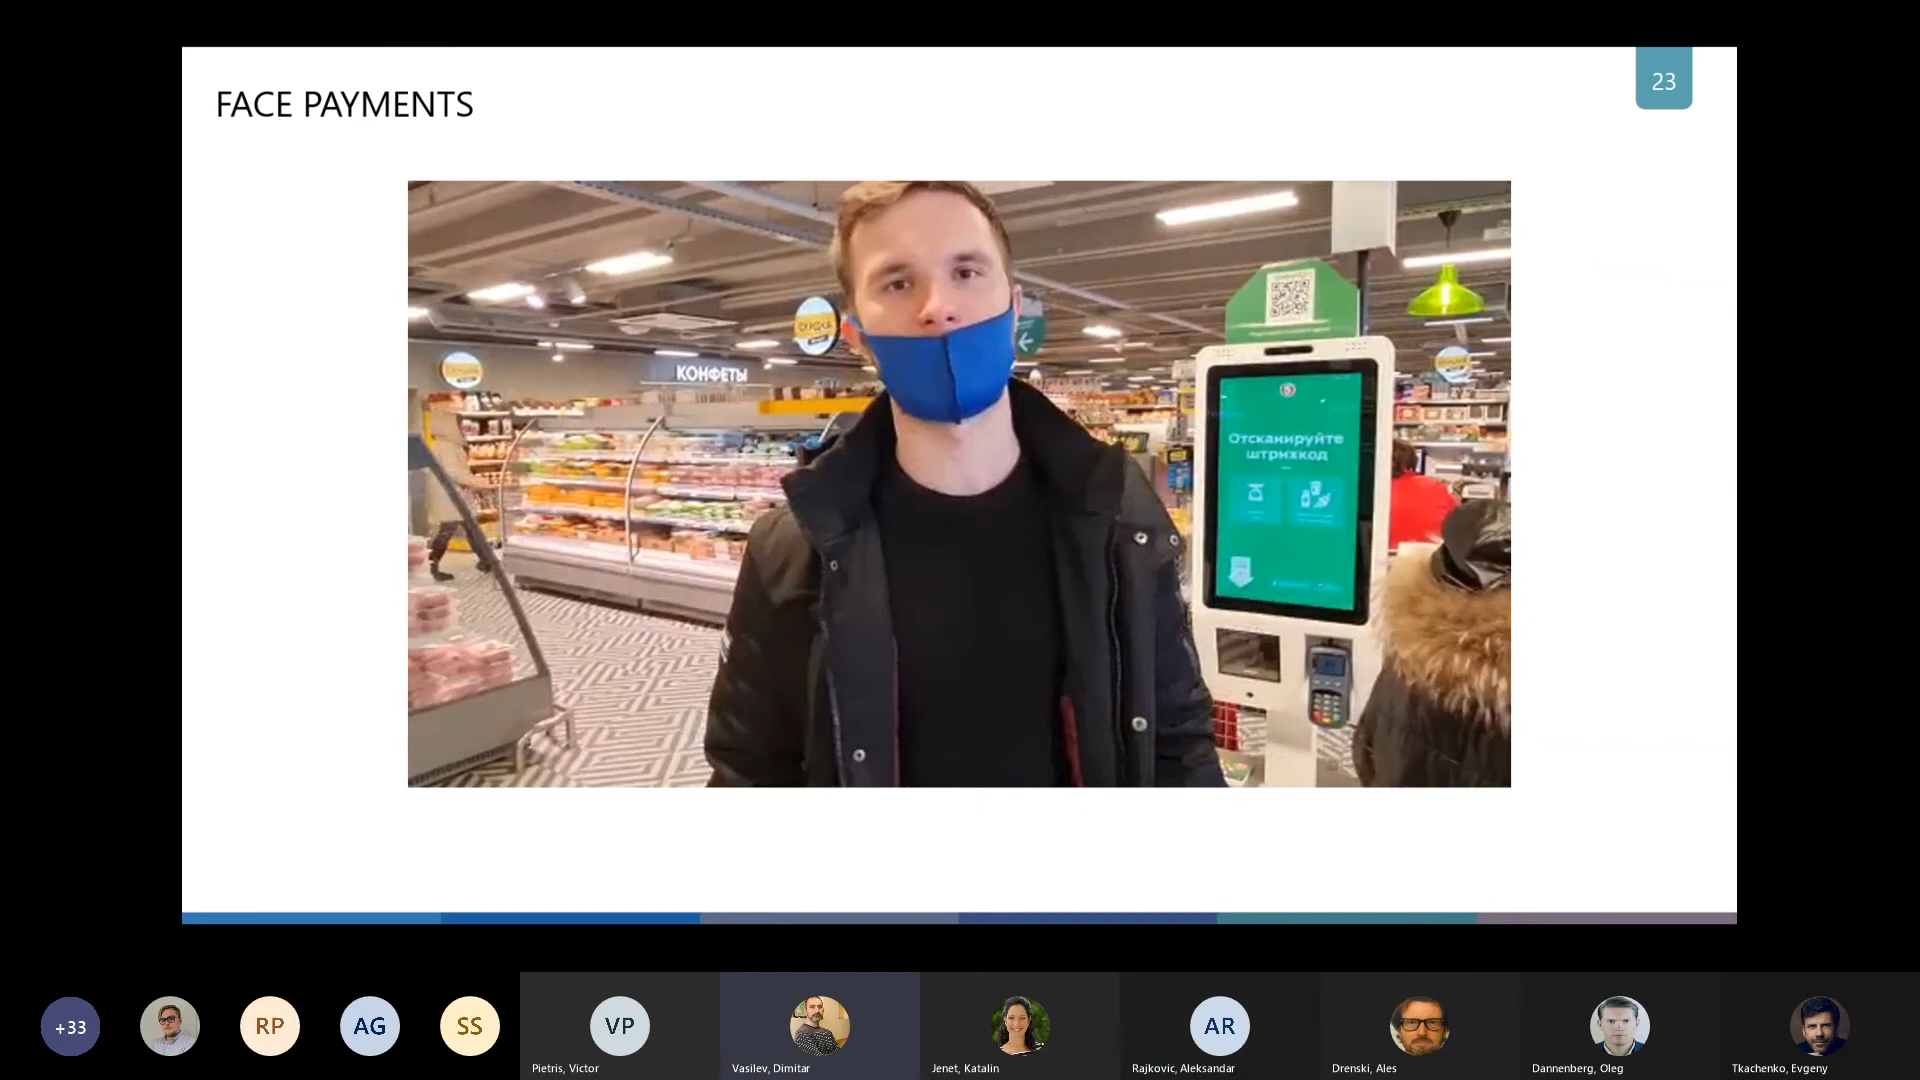 FACE PAYMENTS
23
СКИДКА
КОНФЕТЫ
Отсканируйте
штрихкод
+33
RP
AG
SS
VP
AR
Pietris, Victor
Vasilev, Dimitar
Jenet, Katalin
Rajkovic, Aleksandar
Drenski, Ales
Dannenberg, Oleg
Tkachenko, Evgeny